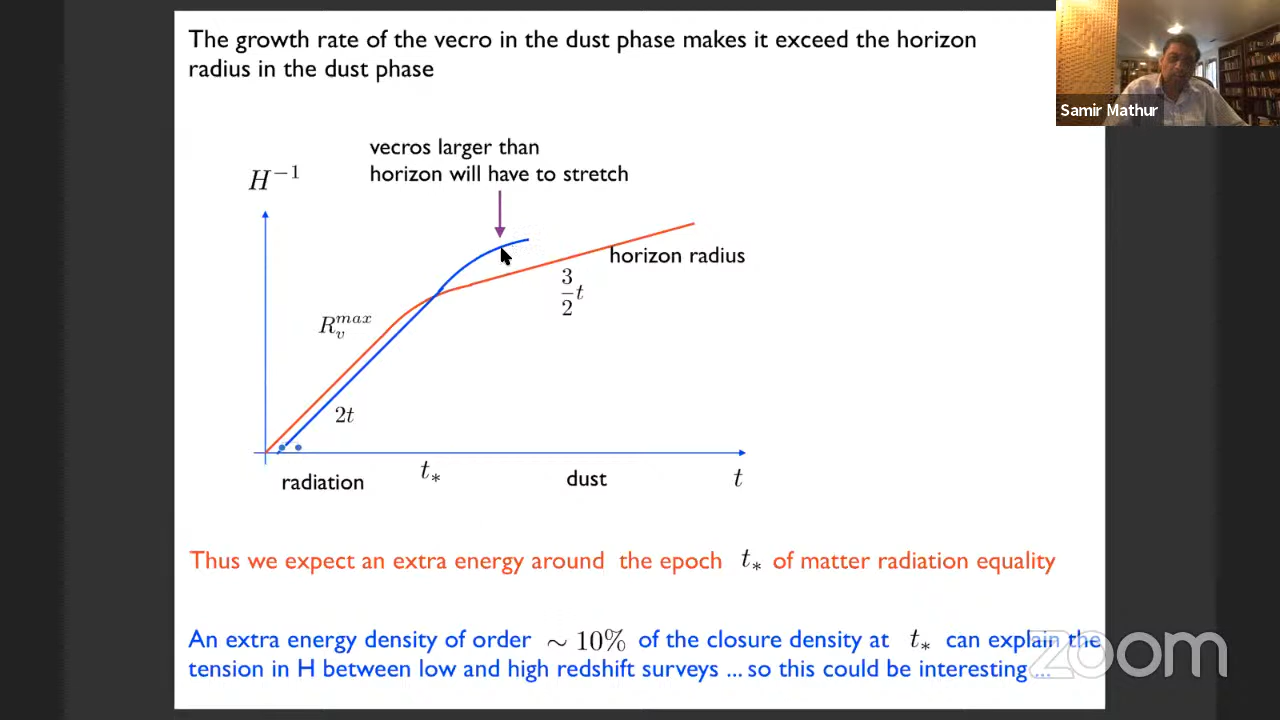 The growth rate of the vecro in the dust phase makes it exceed the horizon
radius in the dust phase
Samir Mathur
vecros larger than
horizon will have to stretch
H⁻¹
horizon radius
3/2 t
R_v^max
2t
t_*
radiation
dust
t
Thus we expect an extra energy around the epoch t_* of matter radiation equality
An extra energy density of order ~ 10% of the closure density at t_* can explain the
tension in H between low and high redshift surveys ... so this could be interesting ...
zoom